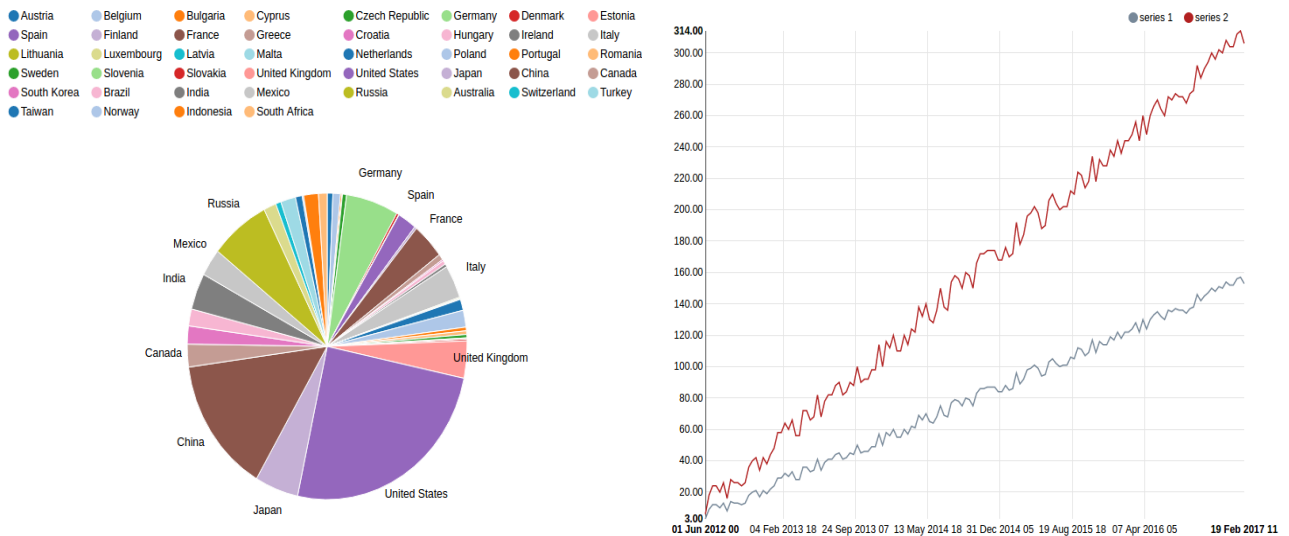 Austria Belgium Bulgaria Cyprus Czech Republic Germany Denmark Estonia
Spain Finland France Greece Croatia Hungary Ireland Italy
Lithuania Luxembourg Latvia Malta Netherlands Poland Portugal Romania
Sweden Slovenia Slovakia United Kingdom United States Japan China Canada
South Korea Brazil India Mexico Russia Australia Switzerland Turkey
Taiwan Norway Indonesia South Africa
Germany
Spain
Russia
France
Mexico
Italy
India
Canada
United Kingdom
China
United States
Japan
series 1 series 2
314.00
300.00
280.00
260.00
240.00
220.00
200.00
180.00
160.00
140.00
120.00
100.00
80.00
60.00
40.00
20.00
3.00
01 Jun 2012 00 04 Feb 2013 18 24 Sep 2013 07 13 May 2014 18 31 Dec 2014 05 19 Aug 2015 18 07 Apr 2016 05 19 Feb 2017 11